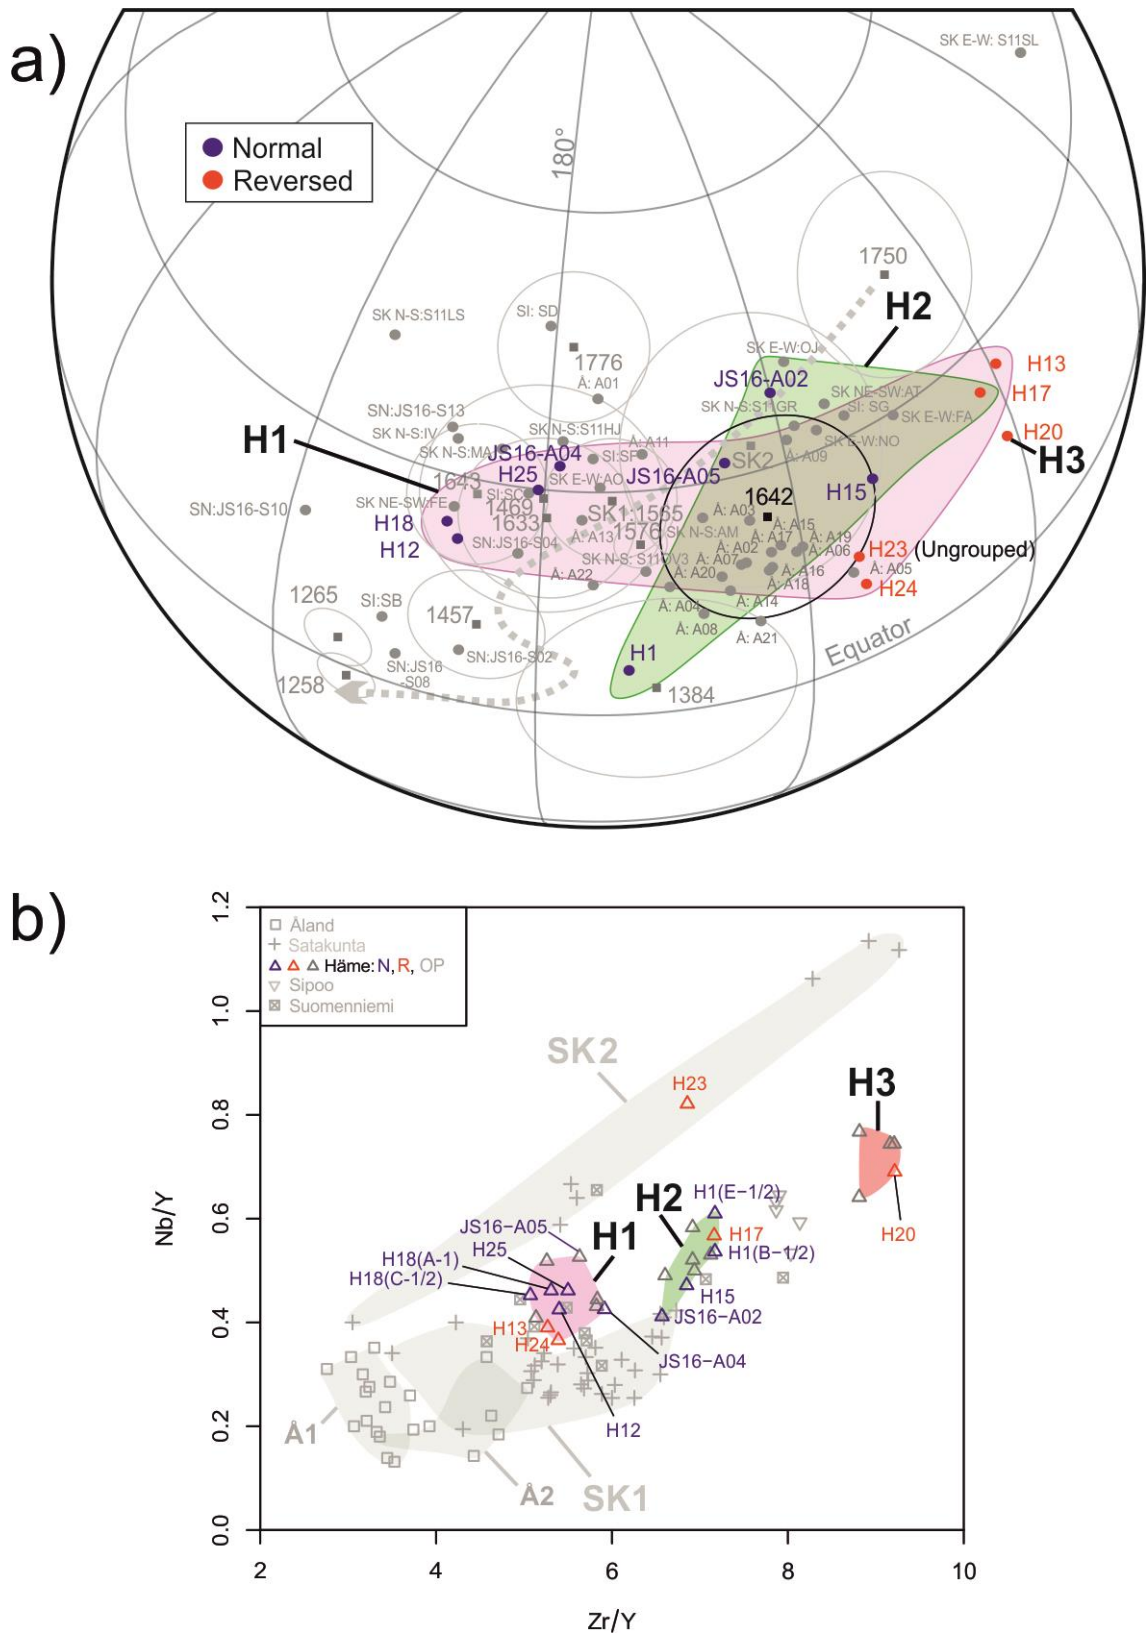 a)
SK E-W: S11SL
180°
Normal
Reversed
1750
H2
SK N-S:S11LS
SI: SD
1776
Å: A01
SK E-W:OJ
JS16-A02
H13
H17
SK NE-SW:AT
SK N-S:S11GR
SI: SG
SK E-W:FA
SN:JS16-S13
SK N-S:IV
SK N-S:S11HJ
Å: A11
SK E-W:NO
H20
H1
SK N-S:MA
JS16-A04
SI:SF
Å: A09
H3
1643
H25
SK E-W:AO
JS16-A05
SK2
SI:SC
H15
1642
SK NE-SW:FE
1469
SK1:1565
SN:JS16-S10
H18
1633
1576
Å: A03
Å: A15
H12
Å: A13
SK N-S:AM
Å: A17
Å: A19
SN:JS16-S04
SK N-S: S11OV3
Å: A02
Å: A06
H23
(Ungrouped)
Å: A07
Å: A22
Å: A20
Å: A16
Å: A05
Å: A18
H24
1265
SI:SB
1457
Å: A04
Å: A14
Å: A08
Å: A21
Equator
H1
SN:JS16-S02
SN:JS16
-S08
1258
1384
b)
1.2
Åland
Satakunta
Häme: N, R, OP
Sipoo
Suomenniemi
1.0
SK2
H3
H23
0.8
Nb/Y
H2
H1(E-1/2)
0.6
JS16-A05
H1
H17
H20
H25
H18(A-1)
H1(B-1/2)
H18(C-1/2)
H15
0.4
H13
JS16-A02
H24
JS16-A04
H12
0.2
Å1
Å2
SK1
0.0
2
4
6
8
10
Zr/Y